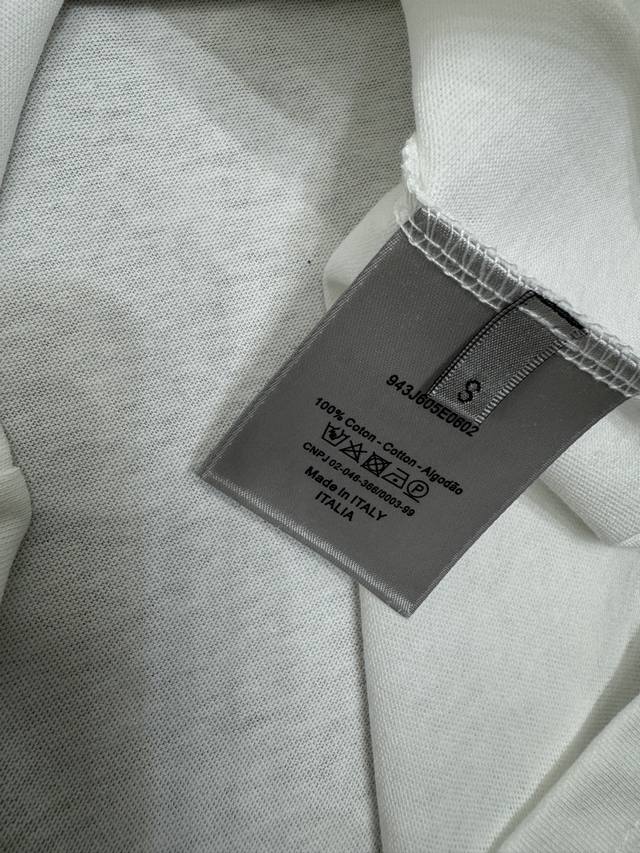 S
943J605E0602
100% Coton - Cotton - Algodão
CNPJ 02-046-366/0003-99
Made In ITALY
ITALIA